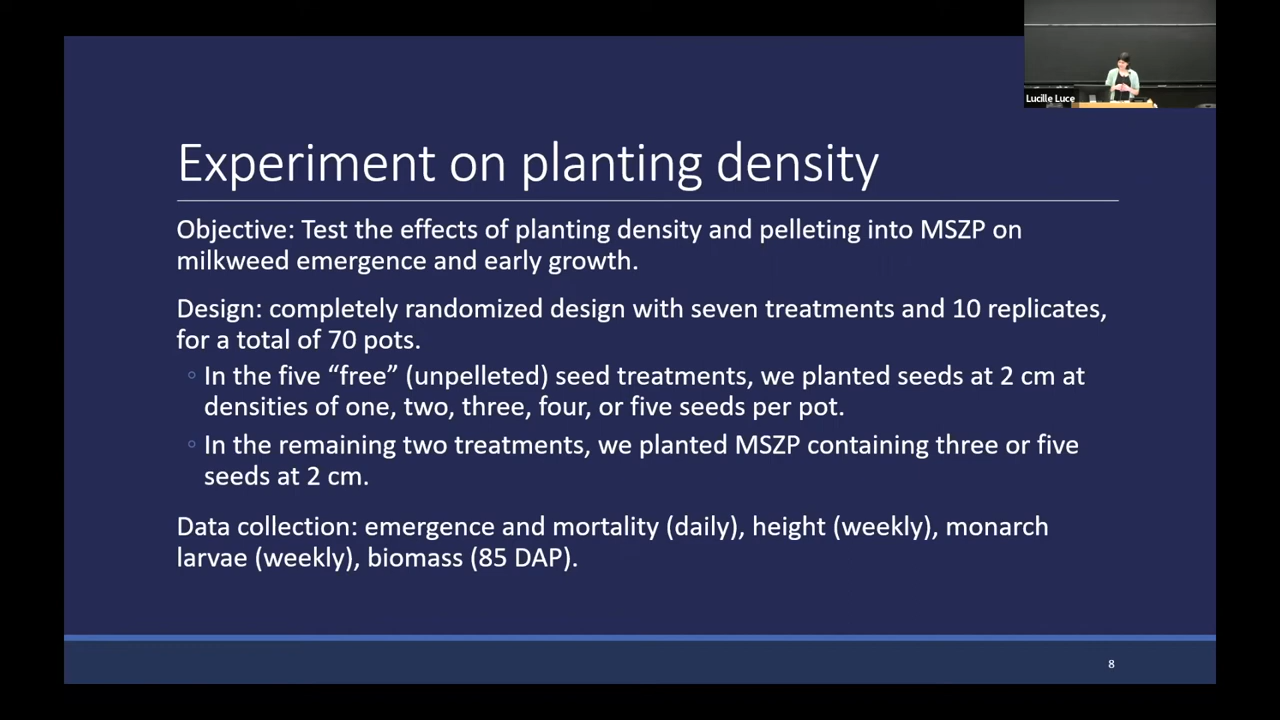 Lucille Luce
Experiment on planting density
Objective: Test the effects of planting density and pelleting into MSZP on
milkweed emergence and early growth.
Design: completely randomized design with seven treatments and 10 replicates,
for a total of 70 pots.
◦ In the five “free” (unpelleted) seed treatments, we planted seeds at 2 cm at
densities of one, two, three, four, or five seeds per pot.
◦ In the remaining two treatments, we planted MSZP containing three or five
seeds at 2 cm.
Data collection: emergence and mortality (daily), height (weekly), monarch
larvae (weekly), biomass (85 DAP).
8